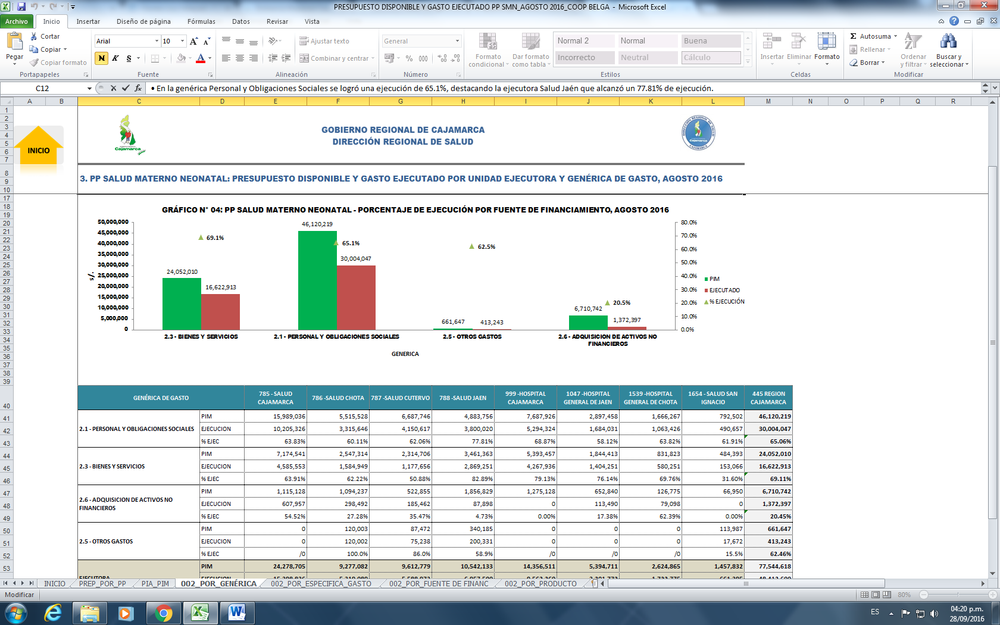 PRESUPUESTO DISPONIBLE Y GASTO EJECUTADO PP SMN_AGOSTO 2016_COOP BELGA - Microsoft Excel
Archivo Inicio Insertar Diseño de página Fórmulas Datos Revisar Vista
Pegar Cortar Copiar Copiar formato
Arial 10
N K S
Ajustar texto
Combinar y centrar
General
% 000
Formato condicional Dar formato como tabla
Normal 2 Normal Buena
Incorrecto Neutral Cálculo
Insertar Eliminar Formato
Σ Autosuma
Rellenar
Borrar
Ordenar y filtrar Buscar y seleccionar
Portapapeles Fuente Alineación Número Estilos Celdas Modificar
C12 fx • En la genérica Personal y Obligaciones Sociales se logró una ejecución de 65.1%, destacando la ejecutora Salud Jaén que alcanzó un 77.81% de ejecución.
A B C D E F G H I J K L M N O P Q R
INICIO
Cajamarca
GOBIERNO REGIONAL DE CAJAMARCA
DIRECCIÓN REGIONAL DE SALUD
3. PP SALUD MATERNO NEONATAL: PRESUPUESTO DISPONIBLE Y GASTO EJECUTADO POR UNIDAD EJECUTORA Y GENÉRICA DE GASTO, AGOSTO 2016
GRÁFICO N° 04: PP SALUD MATERNO NEONATAL - PORCENTAJE DE EJECUCIÓN POR FUENTE DE FINANCIAMIENTO, AGOSTO 2016
50,000,000
45,000,000
40,000,000
35,000,000
30,000,000
25,000,000
20,000,000
15,000,000
10,000,000
5,000,000
0
s/.
24,052,010 16,622,913 69.1%
46,120,219 30,004,047 65.1%
661,647 413,243 62.5%
6,710,742 1,372,397 20.5%
80.0%
70.0%
60.0%
50.0%
40.0%
30.0%
20.0%
10.0%
0.0%
PIM
EJECUTADO
% EJECUCIÓN
2.3 - BIENES Y SERVICIOS 2.1 - PERSONAL Y OBLIGACIONES SOCIALES 2.5 - OTROS GASTOS 2.6 - ADQUISICION DE ACTIVOS NO FINANCIEROS
GENERICA
GENÉRICA DE GASTO 785 - SALUD CAJAMARCA 786 -SALUD CHOTA 787 -SALUD CUTERVO 788 -SALUD JAEN 999 -HOSPITAL CAJAMARCA 1047 -HOSPITAL GENERAL DE JAEN 1539 -HOSPITAL GENERAL DE CHOTA 1654 - SALUD SAN IGNACIO 445 REGION CAJAMARCA
2.1 - PERSONAL Y OBLIGACIONES SOCIALES
PIM 15,989,036 5,515,528 6,687,746 4,883,756 7,687,926 2,897,458 1,666,267 792,502 46,120,219
EJECUCION 10,205,326 3,315,646 4,150,617 3,800,020 5,294,324 1,684,031 1,063,426 490,657 30,004,047
% EJEC 63.83% 60.11% 62.06% 77.81% 68.87% 58.12% 63.82% 61.91% 65.06%
2.3 - BIENES Y SERVICIOS
PIM 7,174,541 2,547,314 2,314,706 3,461,363 5,393,457 1,844,413 831,823 484,393 24,052,010
EJECUCION 4,585,553 1,584,949 1,177,656 2,869,251 4,267,936 1,404,251 580,251 153,066 16,622,913
% EJEC 63.91% 62.22% 50.88% 82.89% 79.13% 76.14% 69.76% 31.60% 69.11%
2.6 - ADQUISICION DE ACTIVOS NO FINANCIEROS
PIM 1,115,128 1,094,237 522,855 1,856,829 1,275,128 652,840 126,775 66,950 6,710,742
EJECUCION 607,957 298,492 185,462 87,898 0 113,490 79,098 0 1,372,397
% EJEC 54.52% 27.28% 35.47% 4.73% 0.00% 17.38% 62.39% 0.00% 20.45%
2.5 - OTROS GASTOS
PIM 0 120,003 87,472 340,185 0 0 0 113,987 661,647
EJECUCION 0 120,002 75,238 200,331 0 0 0 17,672 413,243
% EJEC /0 100.0% 86.0% 58.9% /0 /0 /0 15.5% 62.46%
PIM 24,278,705 9,277,082 9,612,779 10,542,133 14,356,511 5,394,711 2,624,865 1,457,832 77,544,618
INICIO PREP_POR_PP PIA_PIM 002_POR_GENÉRICA 002_POR_ESPECIFICA_GASTO 002_POR_FUENTE DE FINANC 002_POR_PRODUCTO
Modificar 80%
ES 04:20 p.m.
28/09/2016